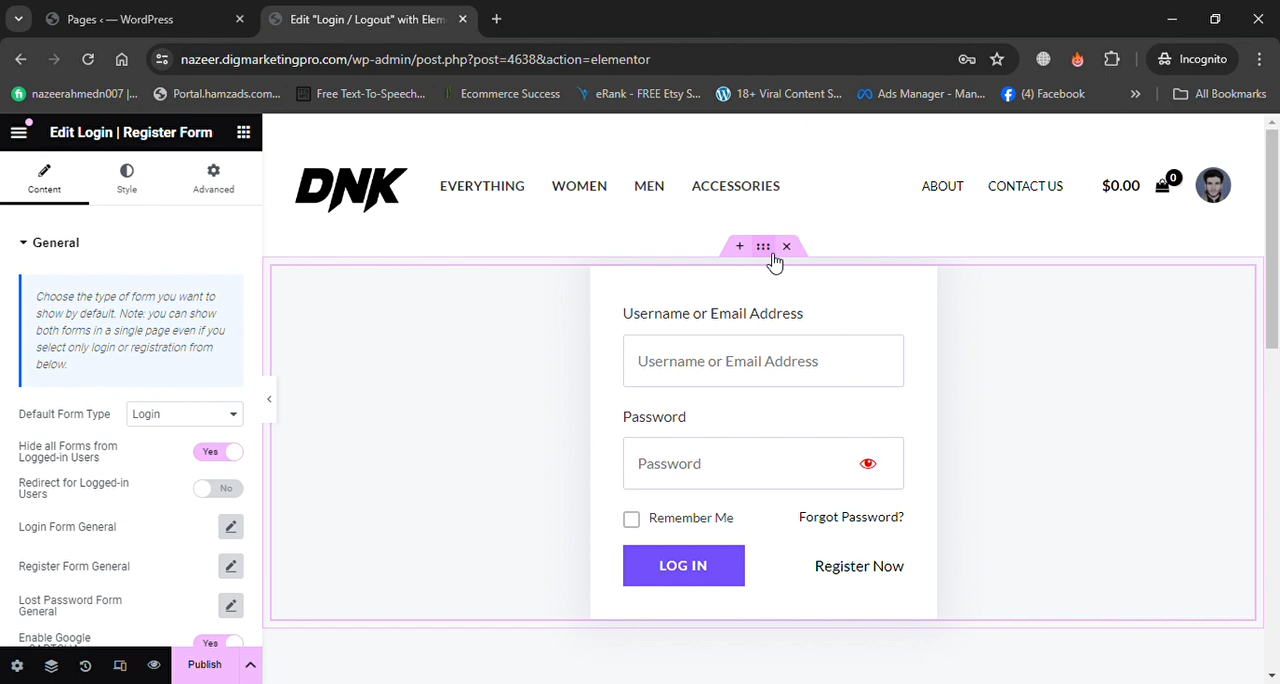 Pages ‹ — WordPress
Edit "Login / Logout" with Elem
nazeer.digmarketingpro.com/wp-admin/post.php?post=4638&action=elementor
Incognito
nazeerahmedn007 |...
Portal.hamzads.com...
Free Text-To-Speech...
Ecommerce Success
eRank - FREE Etsy S...
18+ Viral Content S...
Ads Manager - Man...
(4) Facebook
»
All Bookmarks
Edit Login | Register Form
Content
Style
Advanced
General
Choose the type of form you want to
show by default. Note: you can show
both forms in a single page even if you
select only login or registration from
below.
Default Form Type
Login
Hide all Forms from
Logged-in Users
Yes
Redirect for Logged-in
Users
No
Login Form General
Register Form General
Lost Password Form
General
Enable Google
Yes
Publish
DNK
EVERYTHING
WOMEN
MEN
ACCESSORIES
ABOUT
CONTACT US
$0.00
0
Username or Email Address
Username or Email Address
Password
Password
Remember Me
Forgot Password?
LOG IN
Register Now